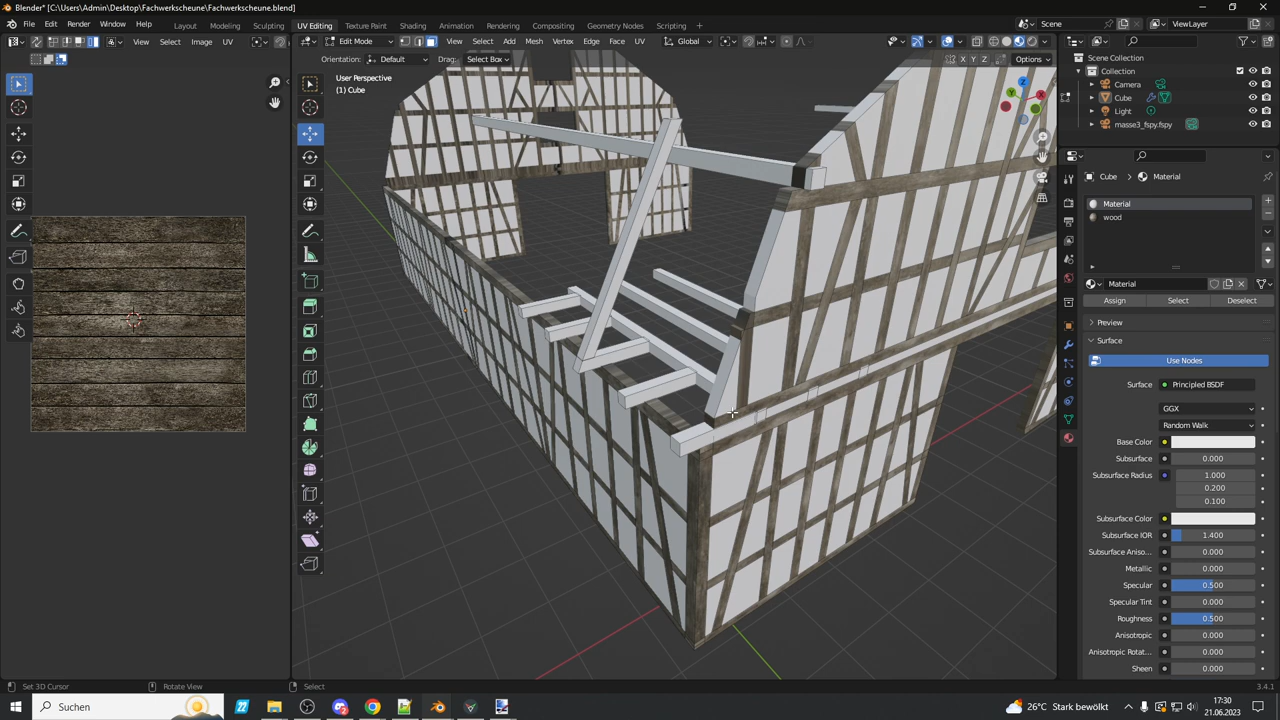 Blender* [C:\Users\Admin\Desktop\Fachwerkscheune\Fachwerkscheune.blend]
File Edit Render Window Help Layout Modeling Sculpting UV Editing Texture Paint Shading Animation Rendering Compositing Geometry Nodes Scripting + Scene ViewLayer
View Select Image UV Edit Mode View Select Add Mesh Vertex Edge Face UV Global
Orientation: Default Drag: Select Box X Y Z Options
User Perspective
(1) Cube
Scene Collection
Collection
Camera
Cube
Light
masse3_fspy.fspy
Cube Material
Material
wood
Material
Assign Select Deselect
Preview
Surface
Use Nodes
Surface Principled BSDF
GGX
Random Walk
Base Color
Subsurface 0.000
Subsurface Radius 1.000
0.200
0.100
Subsurface Color
Subsurface IOR 1.400
Subsurface Aniso... 0.000
Metallic 0.000
Specular 0.500
Specular Tint 0.000
Roughness 0.500
Anisotropic 0.000
Anisotropic Rotat... 0.000
Sheen 0.000
Set 3D Cursor Rotate View Select 3.4.1
Suchen 26°C Stark bewölkt 17:30
21.06.2023